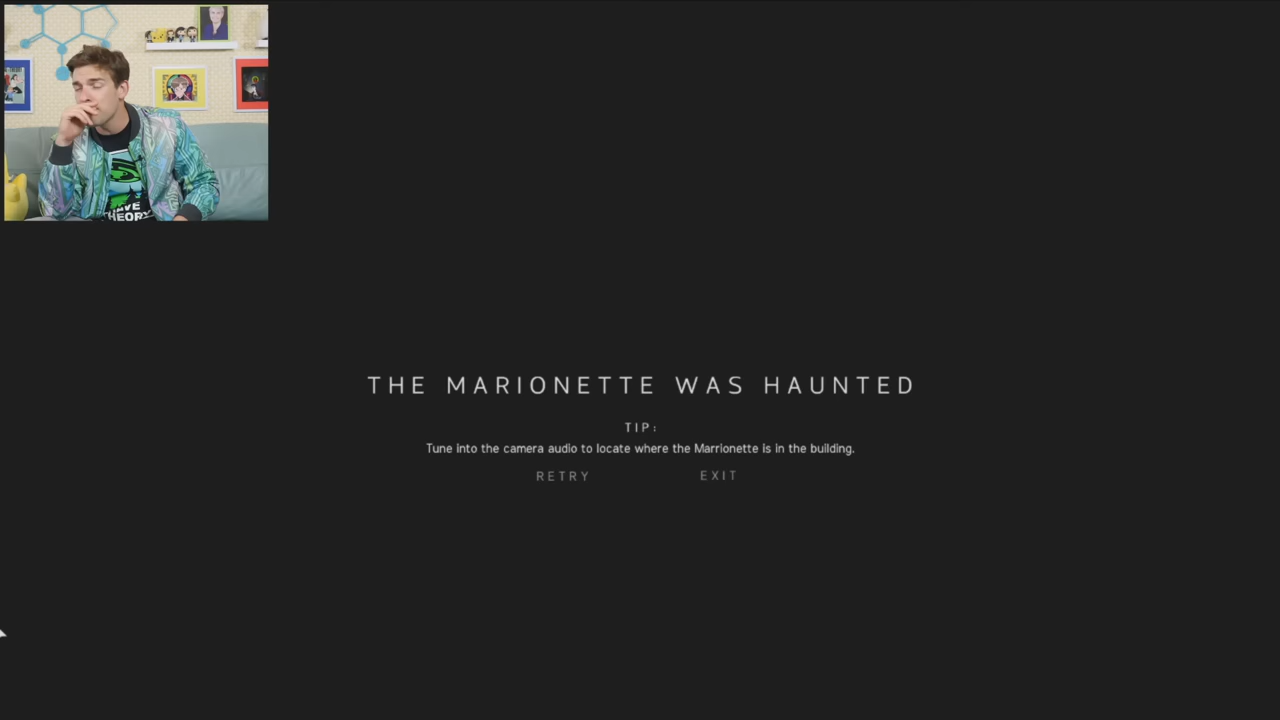 THE MARIONETTE WAS HAUNTED
TIP:
Tune into the camera audio to locate where the Marrionette is in the building.
RETRY EXIT
THEORY